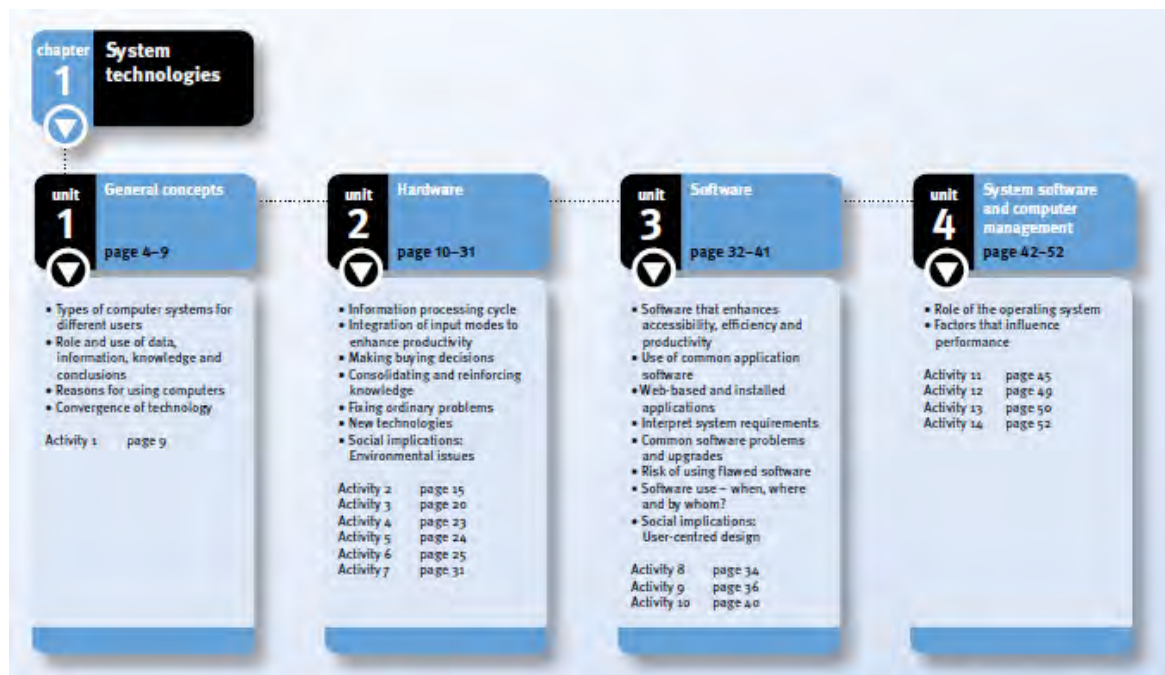 chapter
1
System
technologies
unit
1
General concepts
page 4–9
• Types of computer systems for
different users
• Role and use of data,
information, knowledge and
conclusions
• Reasons for using computers
• Convergence of technology
Activity 1 page 9
unit
2
Hardware
page 10–31
• Information processing cycle
• Integration of input modes to
enhance productivity
• Making buying decisions
• Consolidating and reinforcing
knowledge
• Fixing ordinary problems
• New technologies
• Social implications:
Environmental issues
Activity 2 page 15
Activity 3 page 20
Activity 4 page 23
Activity 5 page 24
Activity 6 page 25
Activity 7 page 31
unit
3
Software
page 32–41
• Software that enhances
accessibility, efficiency and
productivity
• Use of common application
software
• Web-based and installed
applications
• Interpret system requirements
• Common software problems
and upgrades
• Risk of using flawed software
• Software use – when, where
and by whom?
• Social implications:
User-centred design
Activity 8 page 34
Activity 9 page 36
Activity 10 page 40
unit
4
System software
and computer
management
page 42–52
• Role of the operating system
• Factors that influence
performance
Activity 11 page 45
Activity 12 page 49
Activity 13 page 50
Activity 14 page 52